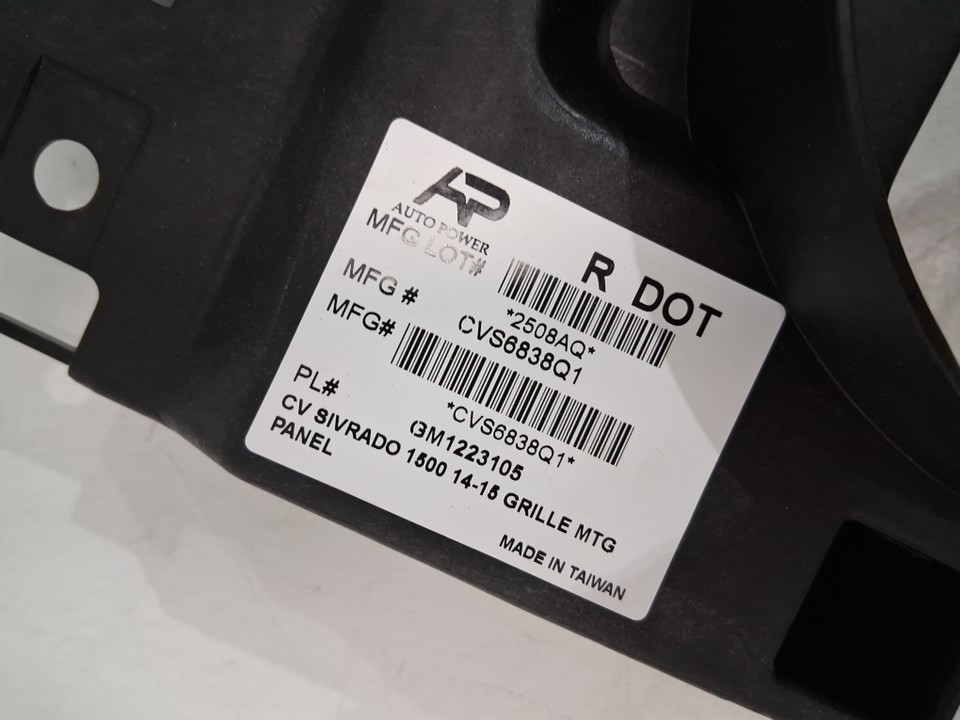 AP
AUTO POWER
R DOT
MFG LOT#
*2508AQ*
MFG # CVS6838Q1
MFG#
*CVS6838Q1*
PL# GM1223105
CV SIVRADO 1500 14-15 GRILLE MTG
PANEL
MADE IN TAIWAN